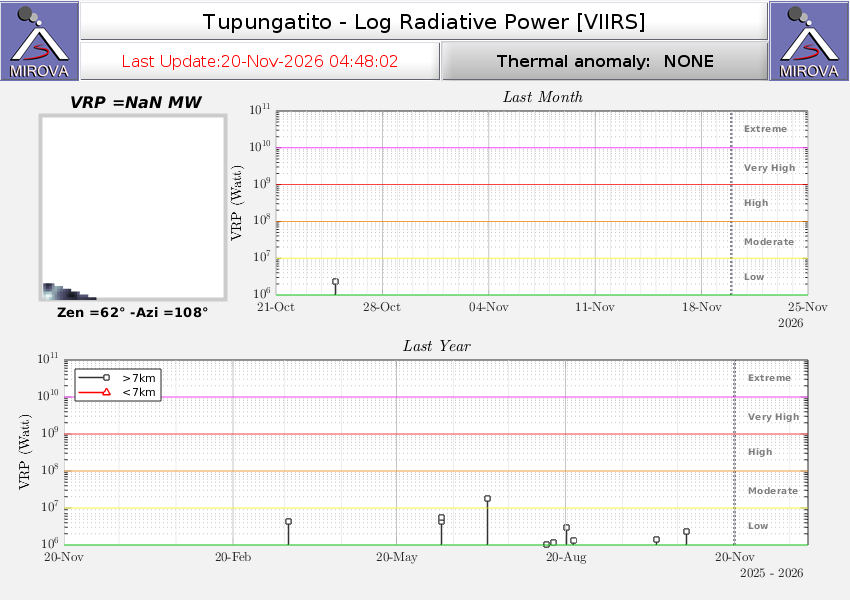 Tupungatito - Log Radiative Power [VIIRS]
MIROVA
MIROVA
Last Update:20-Nov-2026 04:48:02
Thermal anomaly: NONE
VRP =NaN MW
Zen =62° -Azi =108°
Last Month
VRP (Watt)
10^11
10^10
10^9
10^8
10^7
10^6
Extreme
Very High
High
Moderate
Low
21-Oct 28-Oct 04-Nov 11-Nov 18-Nov 25-Nov
2026
Last Year
VRP (Watt)
10^11
10^10
10^9
10^8
10^7
10^6
>7km
<7km
Extreme
Very High
High
Moderate
Low
20-Nov 20-Feb 20-May 20-Aug 20-Nov
2025 - 2026